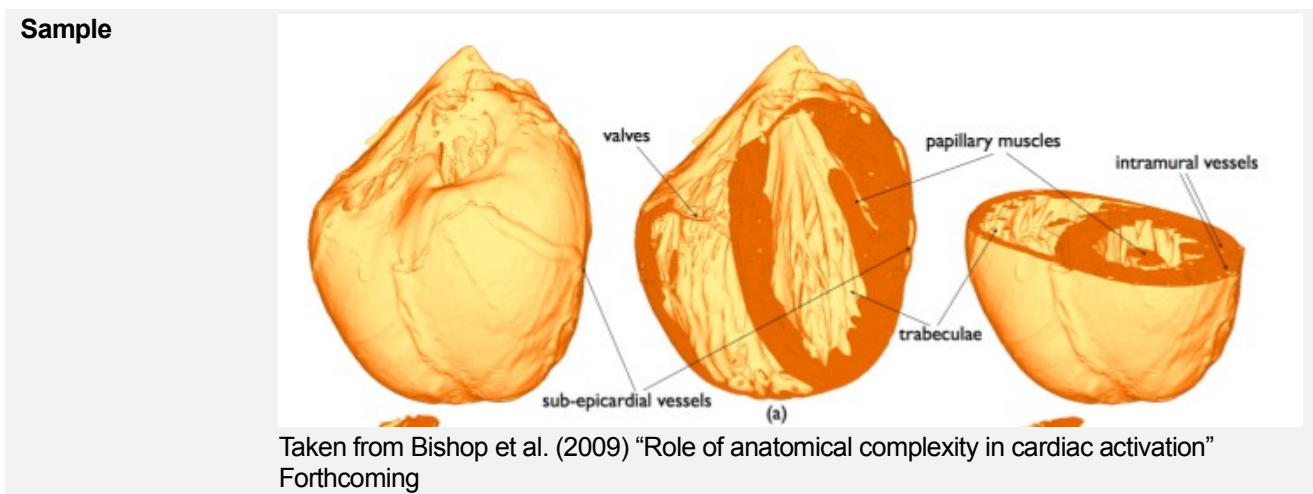 Sample
valves
papillary muscles
intramural vessels
trabeculae
sub-epicardial vessels
(a)
Taken from Bishop et al. (2009) “Role of anatomical complexity in cardiac activation”
Forthcoming